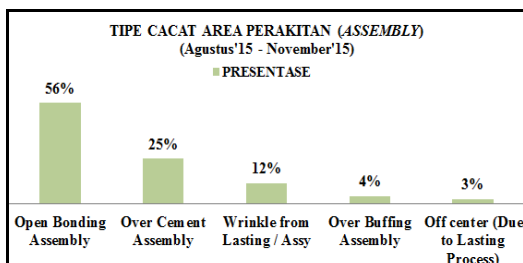 TIPE CACAT AREA PERAKITAN (ASSEMBLY)
(Agustus'15 - November'15)
PRESENTASE
56%
25%
12%
4%
3%
Open Bonding
Assembly
Over Cement
Assembly
Wrinkle from
Lasting / Assy
Over Buffing
Assembly
Off center (Due
to Lasting
Process)